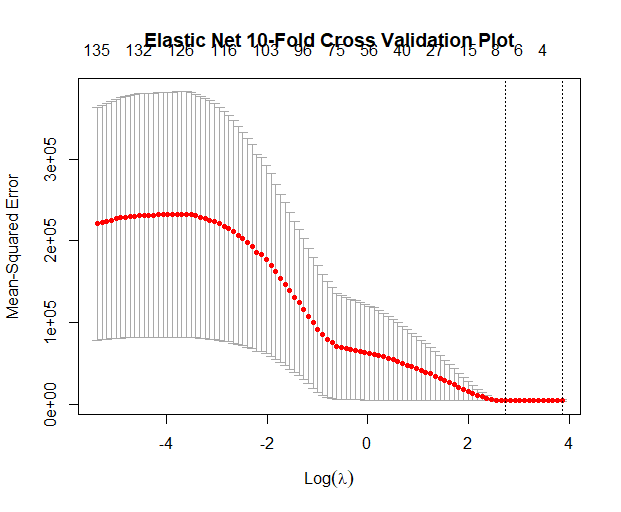 Elastic Net 10-Fold Cross Validation Plot
135 132 126 116 103 96 75 56 40 27 15 8 6 4
Mean-Squared Error
3e+05
2e+05
1e+05
0e+00
-4 -2 0 2 4
Log(λ)